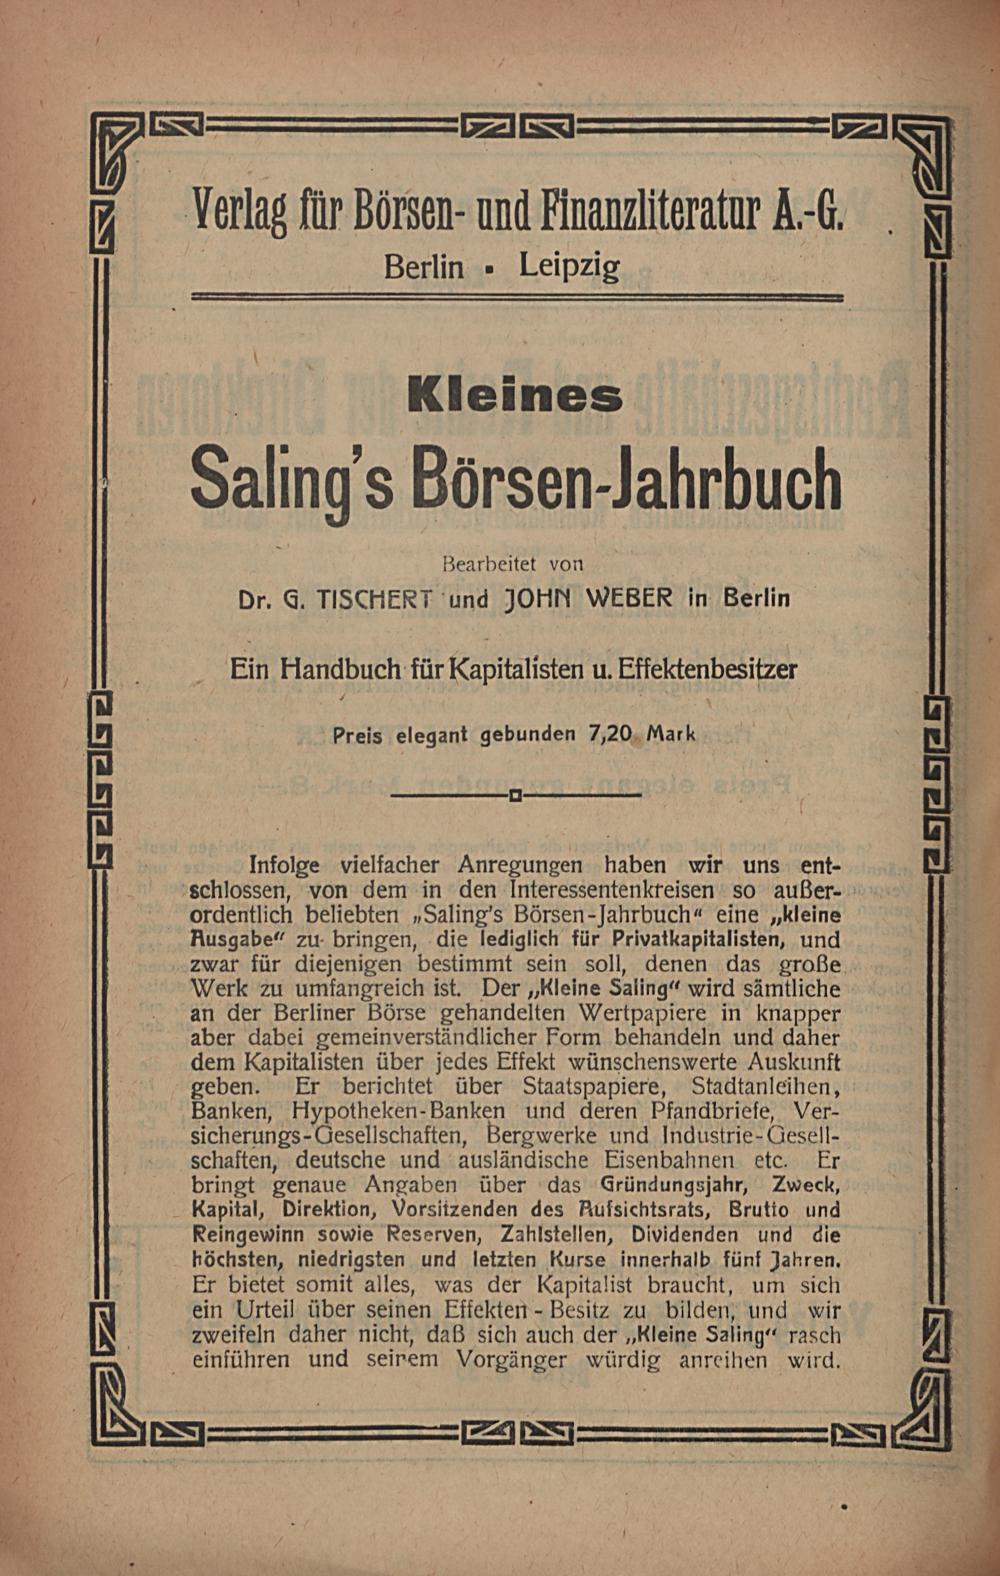 Verlag für Börsen- und Finanzliteratur A.-G.
Berlin ▪ Leipzig
Kleines
Saling's Börsen-Jahrbuch
Bearbeitet von
Dr. G. TISCHERT und JOHN WEBER in Berlin
Ein Handbuch für Kapitalisten u. Effektenbesitzer
Preis elegant gebunden 7,20 Mark
Infolge vielfacher Anregungen haben wir uns ent-
schlossen, von dem in den Interessentenkreisen so außer-
ordentlich beliebten „Saling's Börsen-Jahrbuch“ eine „kleine
Ausgabe“ zu bringen, die lediglich für Privatkapitalisten, und
zwar für diejenigen bestimmt sein soll, denen das große
Werk zu umfangreich ist. Der „Kleine Saling“ wird sämtliche
an der Berliner Börse gehandelten Wertpapiere in knapper
aber dabei gemeinverständlicher Form behandeln und daher
dem Kapitalisten über jedes Effekt wünschenswerte Auskunft
geben. Er berichtet über Staatspapiere, Stadtanleihen,
Banken, Hypotheken-Banken und deren Pfandbriefe, Ver-
sicherungs-Gesellschaften, Bergwerke und Industrie-Gesell-
schaften, deutsche und ausländische Eisenbahnen etc. Er
bringt genaue Angaben über das Gründungsjahr, Zweck,
Kapital, Direktion, Vorsitzenden des Aufsichtsrats, Brutto und
Reingewinn sowie Reserven, Zahlstellen, Dividenden und die
höchsten, niedrigsten und letzten Kurse innerhalb fünf Jahren.
Er bietet somit alles, was der Kapitalist braucht, um sich
ein Urteil über seinen Effekten-Besitz zu bilden, und wir
zweifeln daher nicht, daß sich auch der „Kleine Saling“ rasch
einführen und seinem Vorgänger würdig anreihen wird.